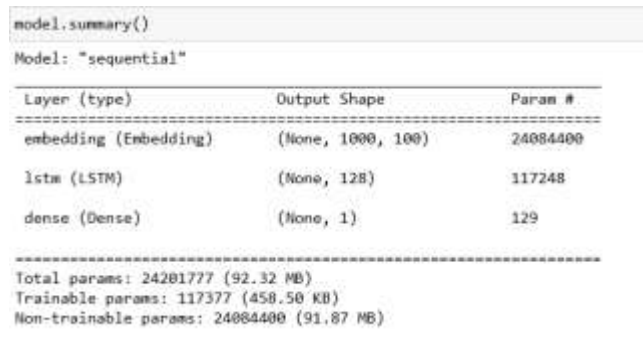 model.summary()
Model: "sequential"
Layer (type) Output Shape Param #
embedding (Embedding) (None, 1000, 100) 24084400
lstm (LSTM) (None, 128) 117248
dense (Dense) (None, 1) 129
Total params: 24201777 (92.32 MB)
Trainable params: 117377 (458.50 KB)
Non-trainable params: 24084400 (91.87 MB)